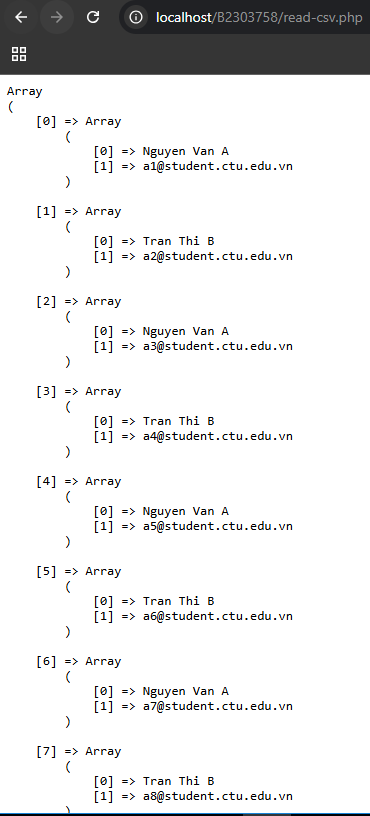 localhost/B2303758/read-csv.php
Array
(
    [0] => Array
        (
            [0] => Nguyen Van A
            [1] => a1@student.ctu.edu.vn
        )

    [1] => Array
        (
            [0] => Tran Thi B
            [1] => a2@student.ctu.edu.vn
        )

    [2] => Array
        (
            [0] => Nguyen Van A
            [1] => a3@student.ctu.edu.vn
        )

    [3] => Array
        (
            [0] => Tran Thi B
            [1] => a4@student.ctu.edu.vn
        )

    [4] => Array
        (
            [0] => Nguyen Van A
            [1] => a5@student.ctu.edu.vn
        )

    [5] => Array
        (
            [0] => Tran Thi B
            [1] => a6@student.ctu.edu.vn
        )

    [6] => Array
        (
            [0] => Nguyen Van A
            [1] => a7@student.ctu.edu.vn
        )

    [7] => Array
        (
            [0] => Tran Thi B
            [1] => a8@student.ctu.edu.vn
        )